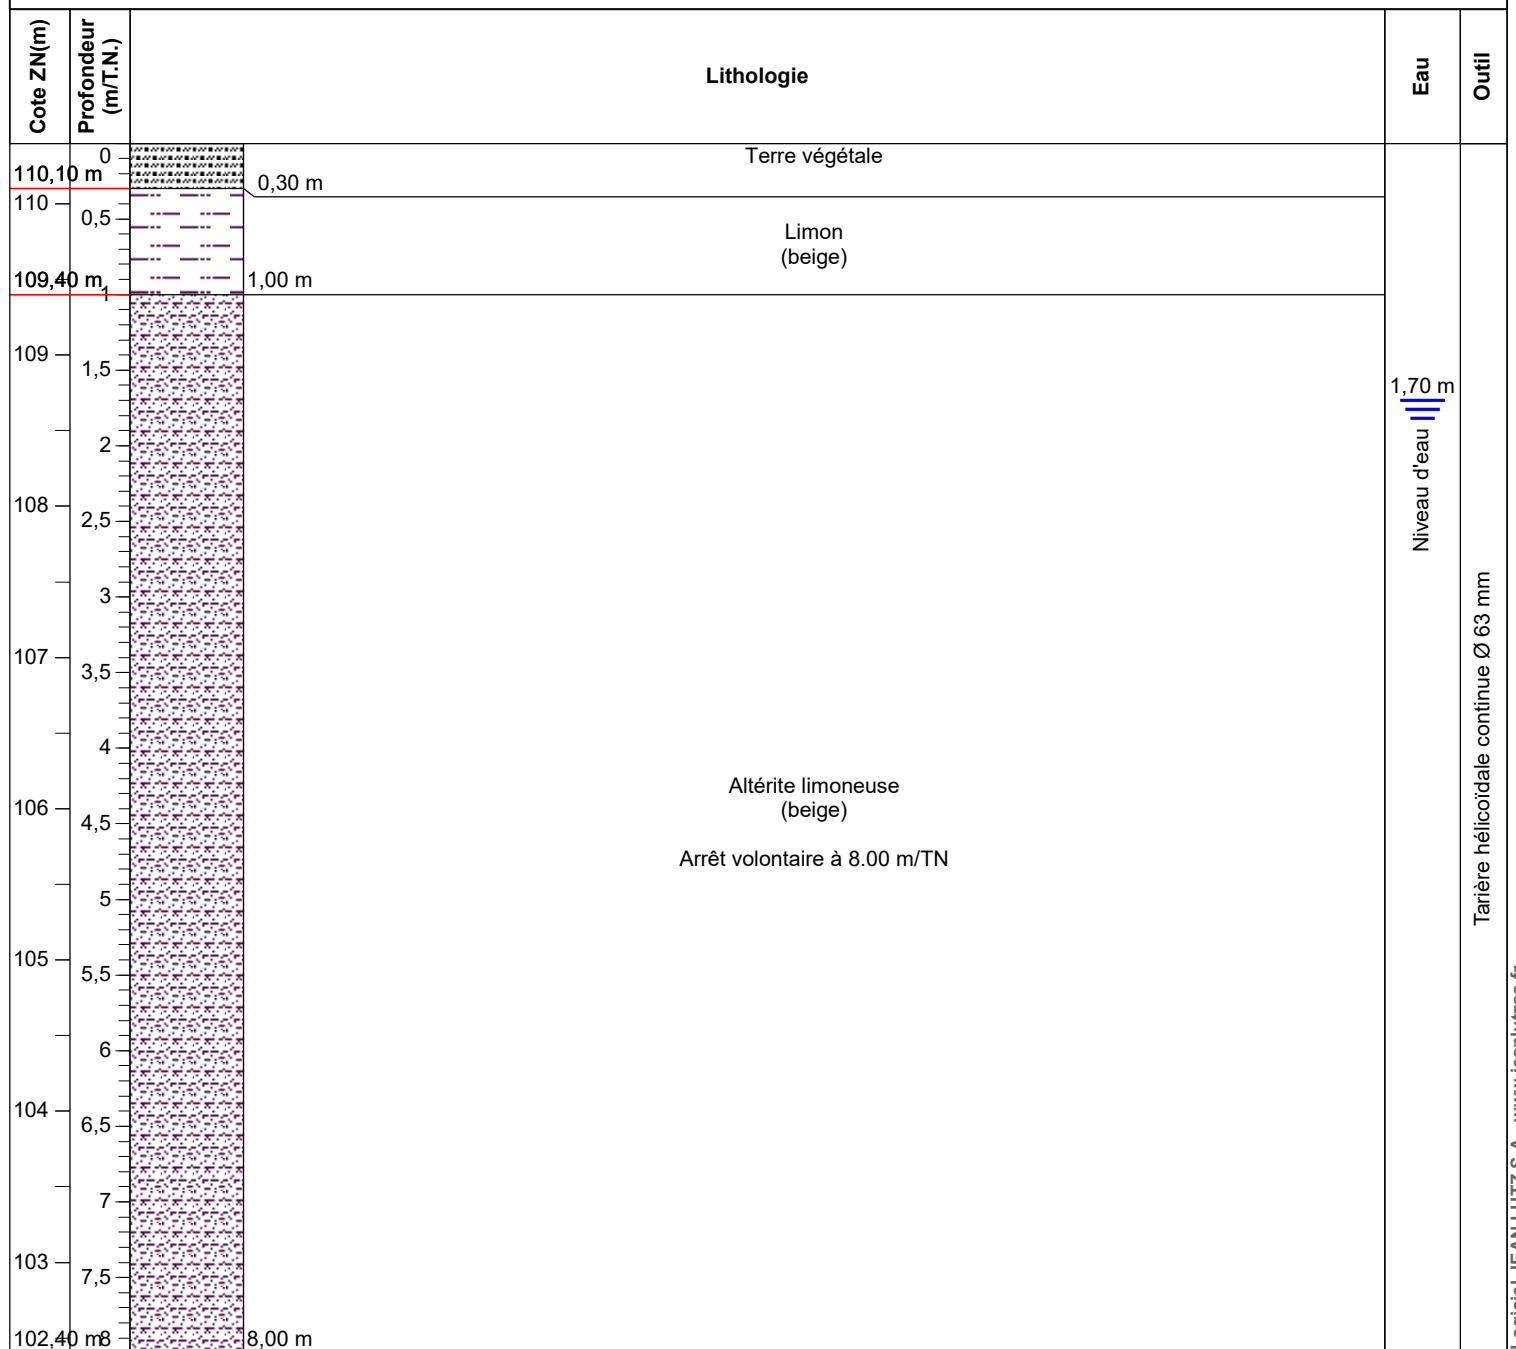 Cote ZN(m)
Profondeur
(m/T.N.)
Lithologie
Eau
Outil
0
Terre végétale
110,10 m
0,30 m
110
0,5
Limon
(beige)
109,40 m
1
1,00 m
109
1,5
1,70 m
Niveau d'eau
2
108
2,5
3
107
3,5
4
Altérite limoneuse
(beige)
106
4,5
Arrêt volontaire à 8.00 m/TN
5
Tarière hélicoïdale continue Ø 63 mm
105
5,5
6
104
6,5
7
103
7,5
102,40 m
8
8,00 m